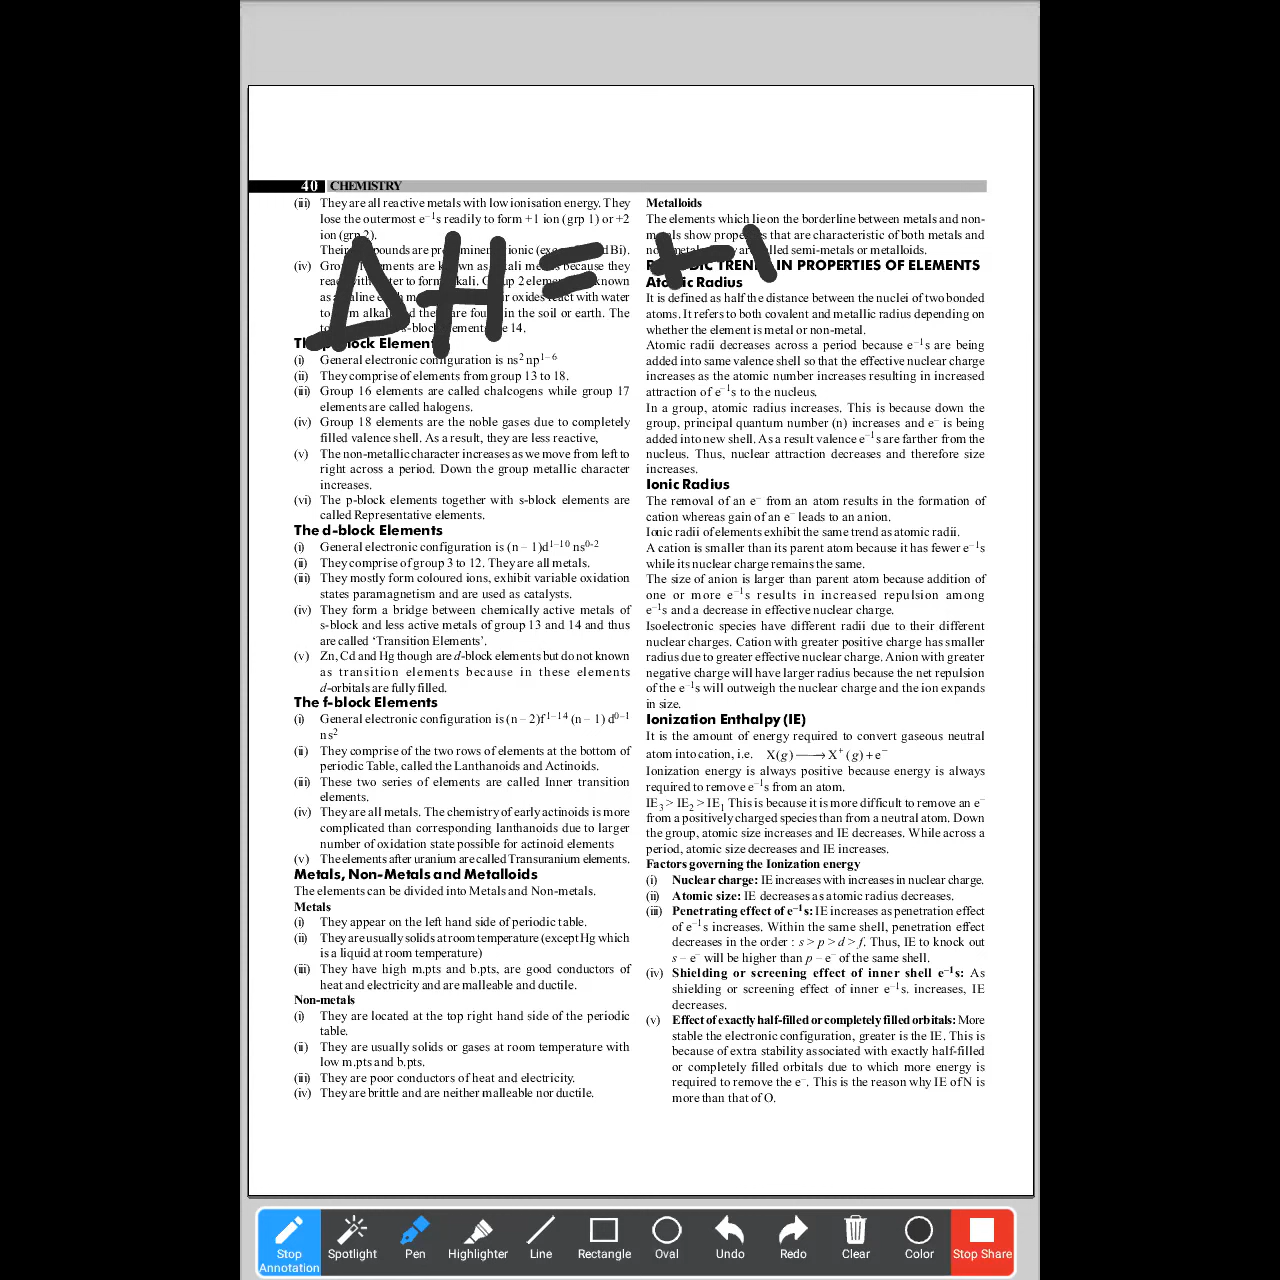 40 CHEMISTRY
(iii) They are all reactive metals with low ionisation energy. They
lose the outermost e⁻¹s readily to form +1 ion (grp 1) or +2
ion (grp 2).
ΔH =
The p-block Elements
(i) General electronic configuration is ns² np¹⁻⁶
(ii) They comprise of elements from group 13 to 18.
(iii) Group 16 elements are called chalcogens while group 17
elements are called halogens.
(iv) Group 18 elements are the noble gases due to completely
filled valence shell. As a result, they are less reactive,
(v) The non-metallic character increases as we move from left to
right across a period. Down the group metallic character
increases.
(vi) The p-block elements together with s-block elements are
called Representative elements.
The d-block Elements
(i) General electronic configuration is (n – 1)d¹⁻¹⁰ ns⁰⁻²
(ii) They comprise of group 3 to 12. They are all metals.
(iii) They mostly form coloured ions, exhibit variable oxidation
states paramagnetism and are used as catalysts.
(iv) They form a bridge between chemically active metals of
s-block and less active metals of group 13 and 14 and thus
are called ‘Transition Elements’.
(v) Zn, Cd and Hg though are d-block elements but do not known
as transition elements because in these elements
d-orbitals are fully filled.
The f-block Elements
(i) General electronic configuration is (n – 2)f¹⁻¹⁴ (n – 1) d⁰⁻¹
ns²
(ii) They comprise of the two rows of elements at the bottom of
periodic Table, called the Lanthanoids and Actinoids.
(iii) These two series of elements are called Inner transition
elements.
(iv) They are all metals. The chemistry of early actinoids is more
complicated than corresponding lanthanoids due to larger
number of oxidation state possible for actinoid elements
(v) The elements after uranium are called Transuranium elements.
Metals, Non-Metals and Metalloids
The elements can be divided into Metals and Non-metals.
Metals
(i) They appear on the left hand side of periodic table.
(ii) They are usually solids at room temperature (except Hg which
is a liquid at room temperature)
(iii) They have high m.pts and b.pts, are good conductors of
heat and electricity and are malleable and ductile.
Non-metals
(i) They are located at the top right hand side of the periodic
table.
(ii) They are usually solids or gases at room temperature with
low m.pts and b.pts.
(iii) They are poor conductors of heat and electricity.
(iv) They are brittle and are neither malleable nor ductile.
Metalloids
The elements which lie on the borderline between metals and non-
metals show properties that are characteristic of both metals and
called semi-metals or metalloids.
PERIODIC TRENDS IN PROPERTIES OF ELEMENTS
Atomic Radius
It is defined as half the distance between the nuclei of two bonded
atoms. It refers to both covalent and metallic radius depending on
whether the element is metal or non-metal.
Atomic radii decreases across a period because e⁻¹s are being
added into same valence shell so that the effective nuclear charge
increases as the atomic number increases resulting in increased
attraction of e⁻¹s to the nucleus.
In a group, atomic radius increases. This is because down the
group, principal quantum number (n) increases and e⁻ is being
added into new shell. As a result valence e⁻¹s are farther from the
nucleus. Thus, nuclear attraction decreases and therefore size
increases.
Ionic Radius
The removal of an e⁻ from an atom results in the formation of
cation whereas gain of an e⁻ leads to an anion.
Ionic radii of elements exhibit the same trend as atomic radii.
A cation is smaller than its parent atom because it has fewer e⁻¹s
while its nuclear charge remains the same.
The size of anion is larger than parent atom because addition of
one or more e⁻¹s results in increased repulsion among
e⁻¹s and a decrease in effective nuclear charge.
Isoelectronic species have different radii due to their different
nuclear charges. Cation with greater positive charge has smaller
radius due to greater effective nuclear charge. Anion with greater
negative charge will have larger radius because the net repulsion
of the e⁻¹s will outweigh the nuclear charge and the ion expands
in size.
Ionization Enthalpy (IE)
It is the amount of energy required to convert gaseous neutral
atom into cation, i.e. X(g) ⟶ X⁺ (g) + e⁻
Ionization energy is always positive because energy is always
required to remove e⁻¹s from an atom.
IE₃ > IE₂ > IE₁ This is because it is more difficult to remove an e⁻
from a positively charged species than from a neutral atom. Down
the group, atomic size increases and IE decreases. While across a
period, atomic size decreases and IE increases.
Factors governing the Ionization energy
(i) Nuclear charge: IE increases with increases in nuclear charge.
(ii) Atomic size: IE decreases as atomic radius decreases.
(iii) Penetrating effect of e⁻¹s: IE increases as penetration effect
of e⁻¹s increases. Within the same shell, penetration effect
decreases in the order : s > p > d > f. Thus, IE to knock out
s – e⁻ will be higher than p – e⁻ of the same shell.
(iv) Shielding or screening effect of inner shell e⁻¹s: As
shielding or screening effect of inner e⁻¹s. increases, IE
decreases.
(v) Effect of exactly half-filled or completely filled orbitals: More
stable the electronic configuration, greater is the IE. This is
because of extra stability associated with exactly half-filled
or completely filled orbitals due to which more energy is
required to remove the e⁻. This is the reason why IE of N is
more than that of O.
Stop Annotation
Spotlight
Pen
Highlighter
Line
Rectangle
Oval
Undo
Redo
Clear
Color
Stop Share